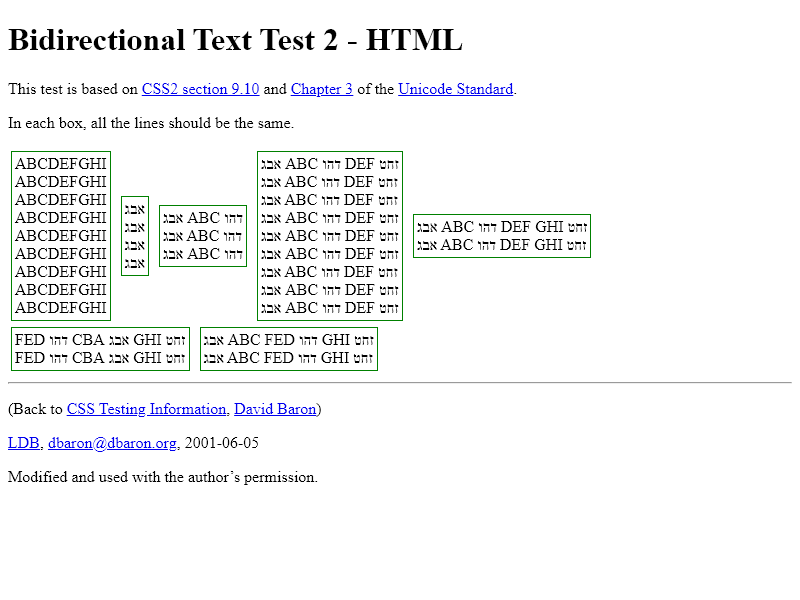 Bidirectional Text Test 2 - HTML
This test is based on CSS2 section 9.10 and Chapter 3 of the Unicode Standard.
In each box, all the lines should be the same.
ABCDEFGHI
ABCDEFGHI
ABCDEFGHI
ABCDEFGHI
ABCDEFGHI
ABCDEFGHI
ABCDEFGHI
ABCDEFGHI
ABCDEFGHI
אבג
אבג
אבג
אבג
אבג ABC דהו
אבג ABC דהו
אבג ABC דהו
אבג ABC דהו DEF זחט
אבג ABC דהו DEF זחט
אבג ABC דהו DEF זחט
אבג ABC דהו DEF זחט
אבג ABC דהו DEF זחט
אבג ABC דהו DEF זחט
אבג ABC דהו DEF זחט
אבג ABC דהו DEF זחט
אבג ABC דהו DEF זחט
אבג ABC דהו DEF GHI זחט
אבג ABC דהו DEF GHI זחט
FED דהו CBA אבג GHI זחט
FED דהו CBA אבג GHI זחט
אבג ABC FED דהו GHI זחט
אבג ABC FED דהו GHI זחט
(Back to CSS Testing Information, David Baron)
LDB, dbaron@dbaron.org, 2001-06-05
Modified and used with the author’s permission.